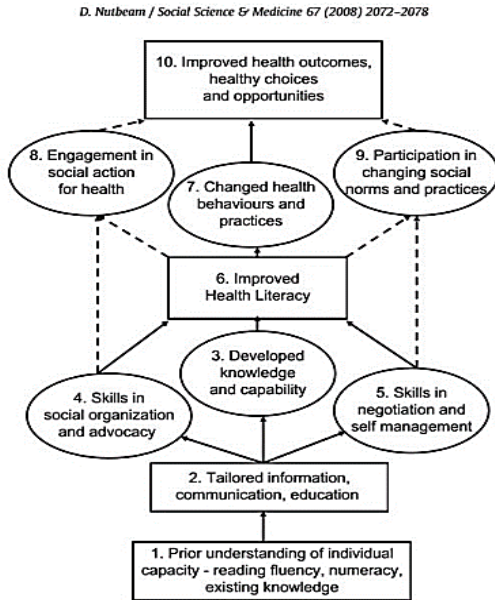 D. Nutbeam / Social Science & Medicine 67 (2008) 2072–2078
10. Improved health outcomes,
healthy choices
and opportunities
8. Engagement in
social action
for health
9. Participation in
changing social
norms and practices
7. Changed health
behaviours and
practices
6. Improved
Health Literacy
3. Developed
knowledge
and capability
4. Skills in
social organization
and advocacy
5. Skills in
negotiation and
self management
2. Tailored information,
communication, education
1. Prior understanding of individual
capacity - reading fluency, numeracy,
existing knowledge